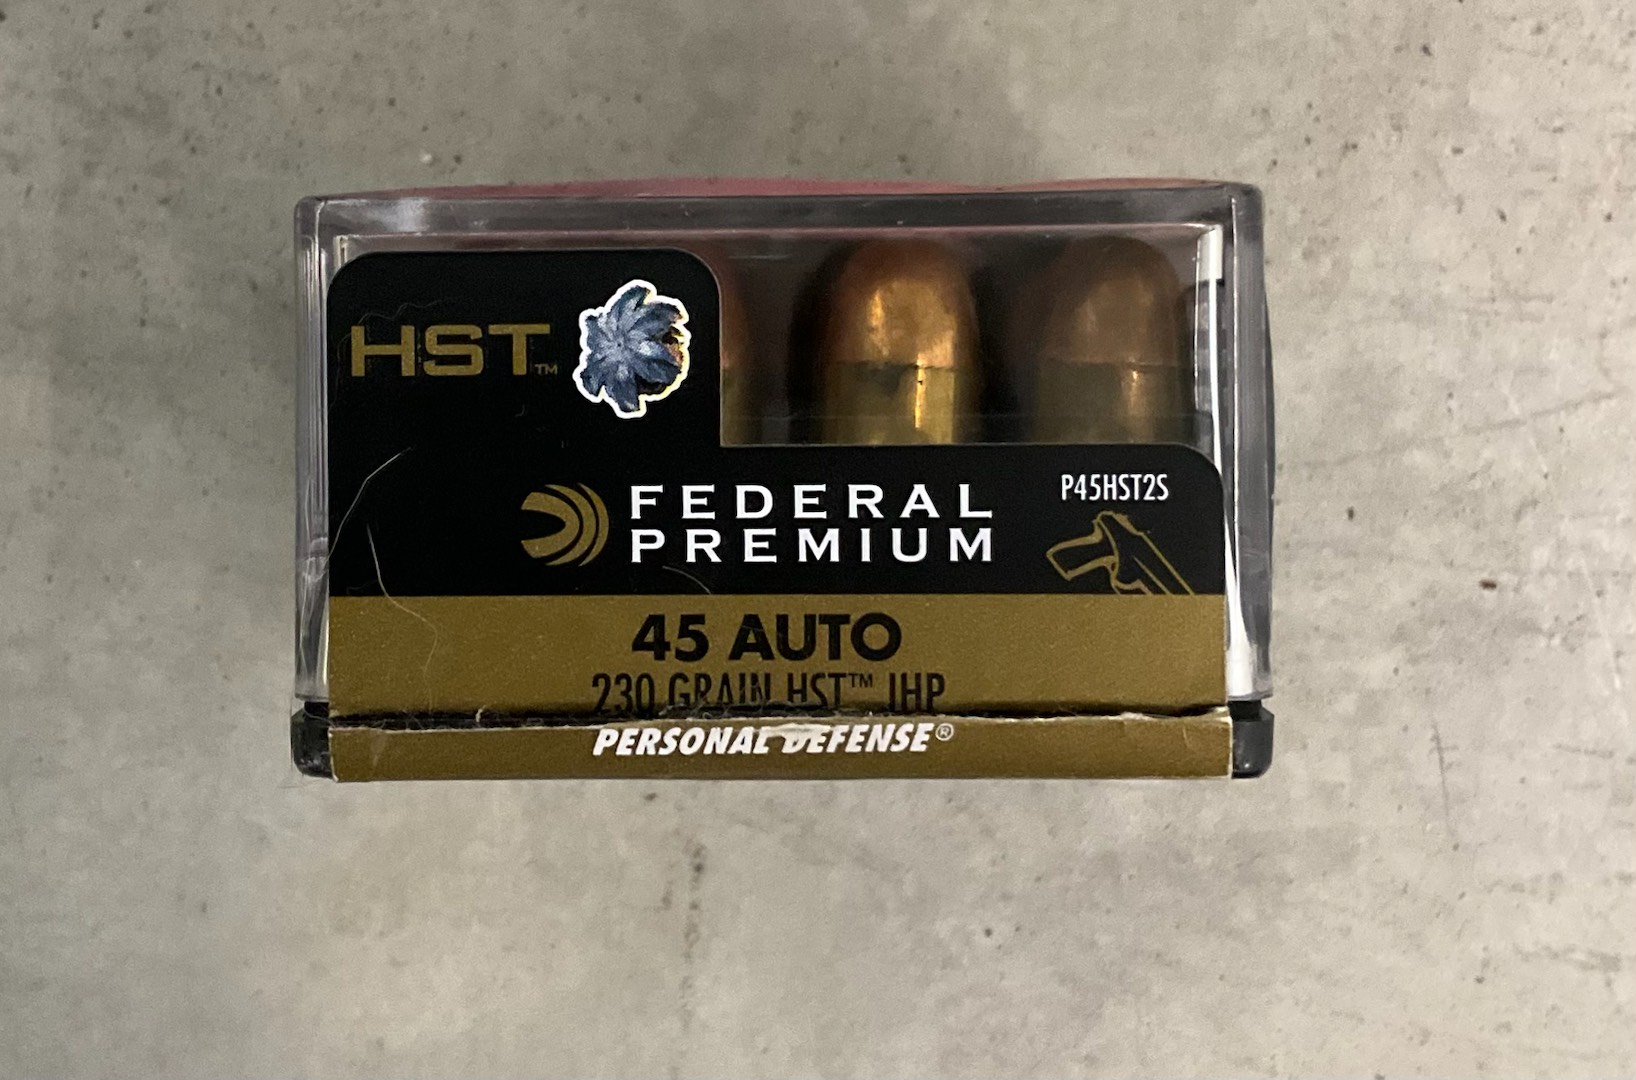 HST™
FEDERAL
PREMIUM
P45HST2S
45 AUTO
230 GRAIN HST™ JHP
PERSONAL DEFENSE®